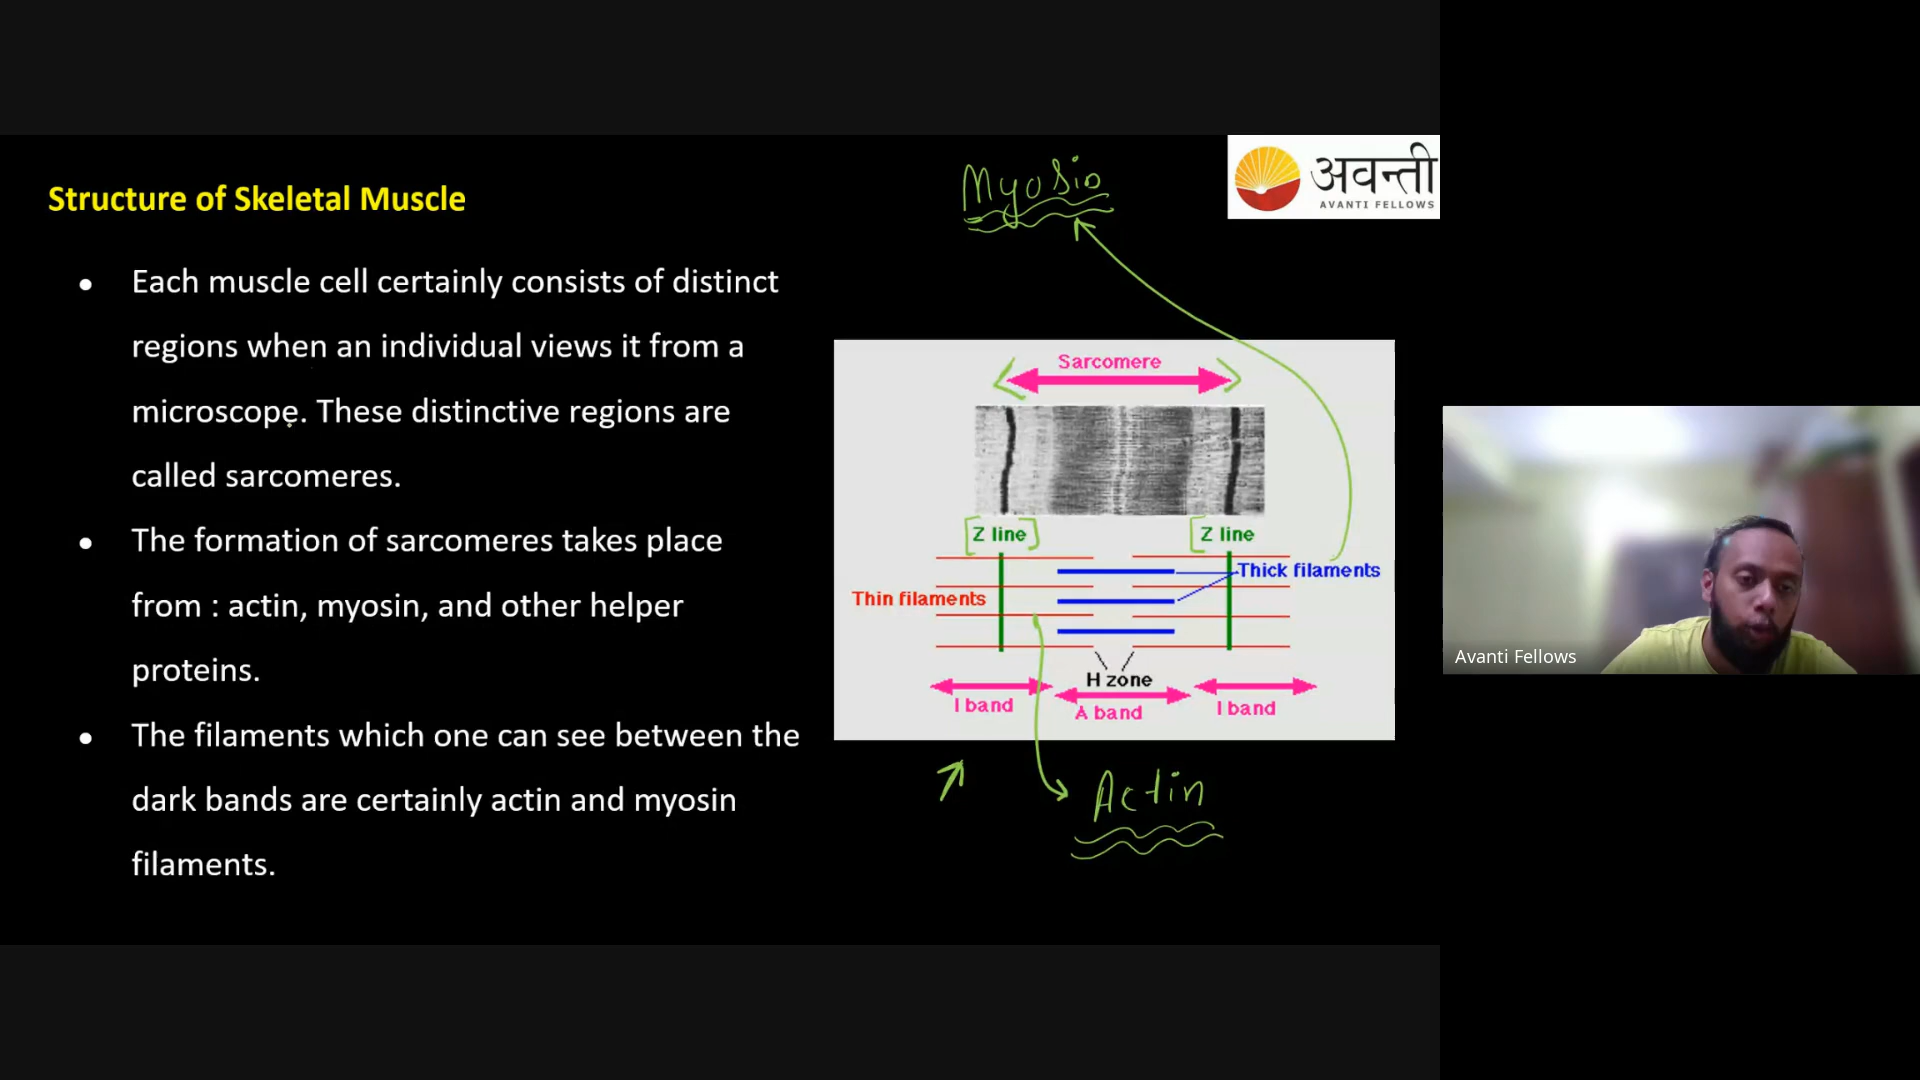 Structure of Skeletal Muscle
Myosin
अवन्ती
AVANTI FELLOWS
• Each muscle cell certainly consists of distinct
regions when an individual views it from a
microscope. These distinctive regions are
called sarcomeres.
• The formation of sarcomeres takes place
from : actin, myosin, and other helper
proteins.
• The filaments which one can see between the
dark bands are certainly actin and myosin
filaments.
Sarcomere
Z line
Z line
Thick filaments
Thin filaments
H zone
I band
A band
I band
Actin
Avanti Fellows